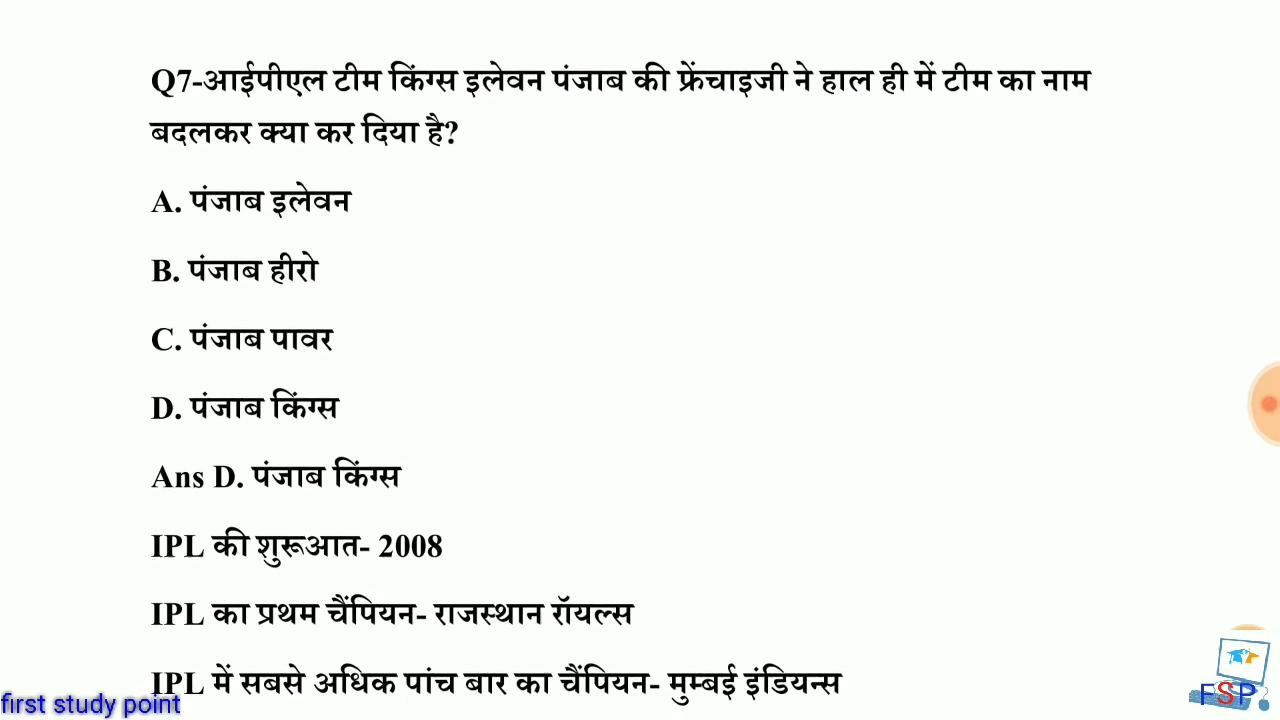 Q7-आईपीएल टीम किंग्स इलेवन पंजाब की फ्रेंचाइजी ने हाल ही में टीम का नाम
बदलकर क्या कर दिया है?
A. पंजाब इलेवन
B. पंजाब हीरो
C. पंजाब पावर
D. पंजाब किंग्स
Ans D. पंजाब किंग्स
IPL की शुरूआत- 2008
IPL का प्रथम चैंपियन- राजस्थान रॉयल्स
IPL में सबसे अधिक पांच बार का चैंपियन- मुम्बई इंडियन्स
first study point
FSP